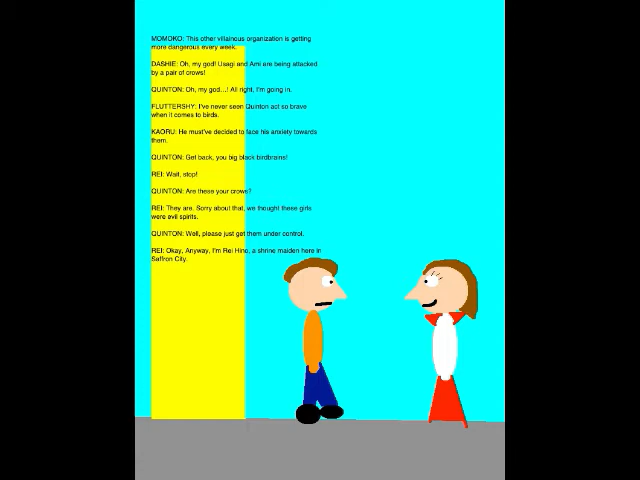 MOMOKO: This other villainous organization is getting
more dangerous every week.
DASHIE: Oh, my god! Usagi and Ami are being attacked
by a pair of crows!
QUINTON: Oh, my god...! All right, I'm going in.
FLUTTERSHY: I've never seen Quinton act so brave
when it comes to birds.
KAORU: He must've decided to face his anxiety towards
them.
QUINTON: Get back, you big black birdbrains!
REI: Wait, stop!
QUINTON: Are these your crows?
REI: They are. Sorry about that, we thought these girls
were evil spirits.
QUINTON: Well, please just get them under control.
REI: Okay. Anyway, I'm Rei Hino, a shrine maiden here in
Saffron City.